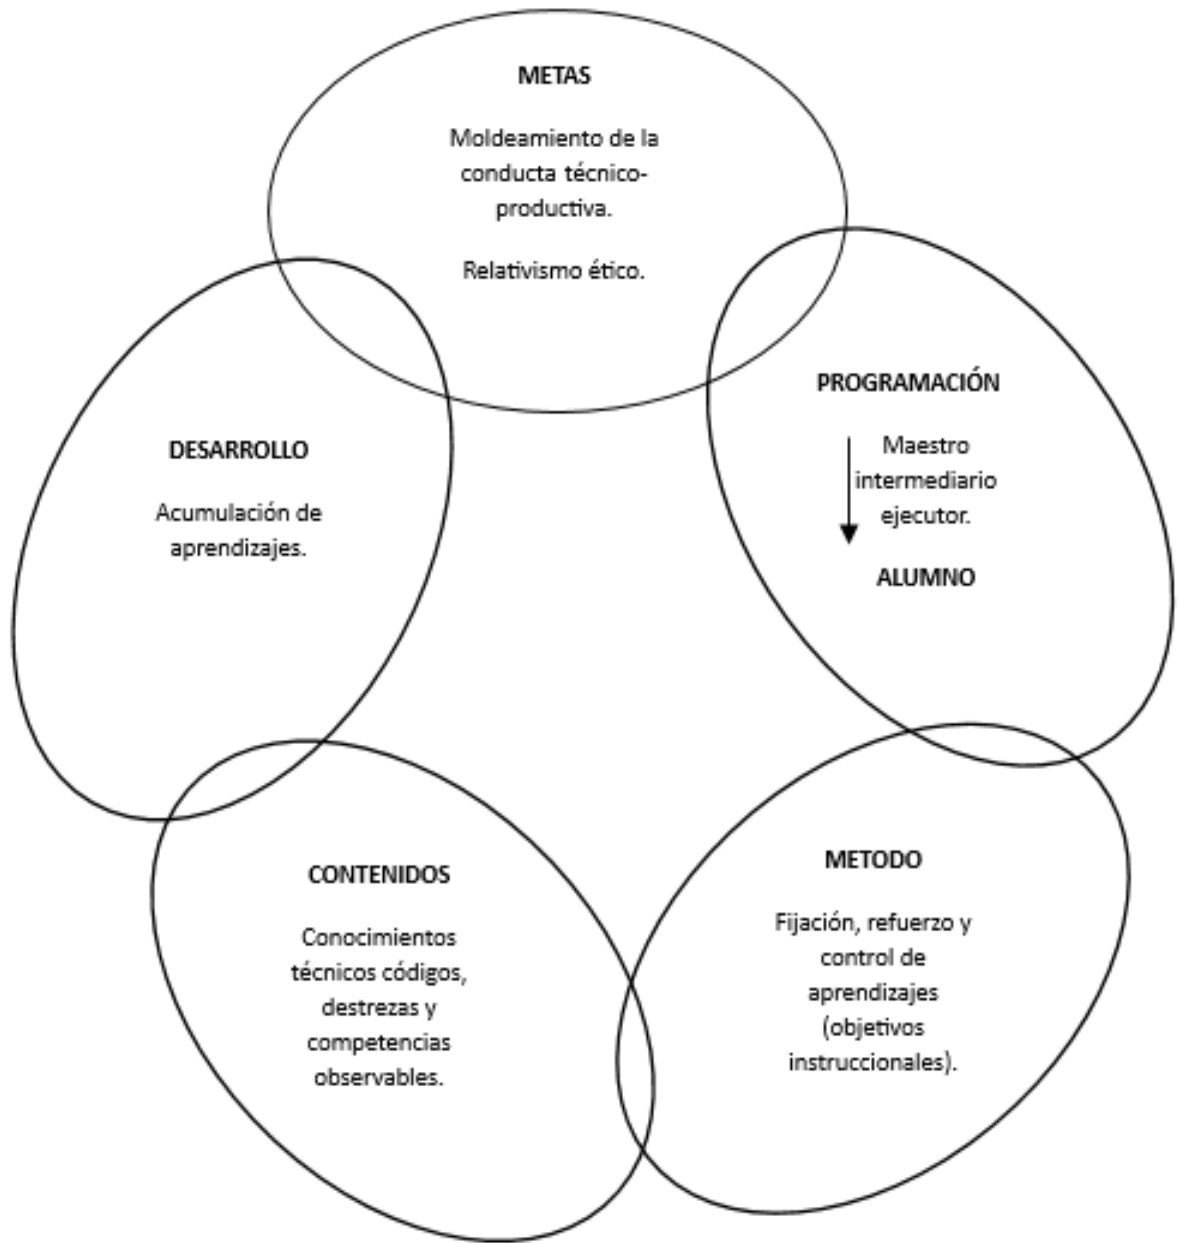 METAS
Moldeamiento de la
conducta técnico-
productiva.
Relativismo ético.
PROGRAMACIÓN
Maestro
intermediario
ejecutor.
ALUMNO
DESARROLLO
Acumulación de
aprendizajes.
METODO
Fijación, refuerzo y
control de
aprendizajes
(objetivos
instruccionales).
CONTENIDOS
Conocimientos
técnicos códigos,
destrezas y
competencias
observables.